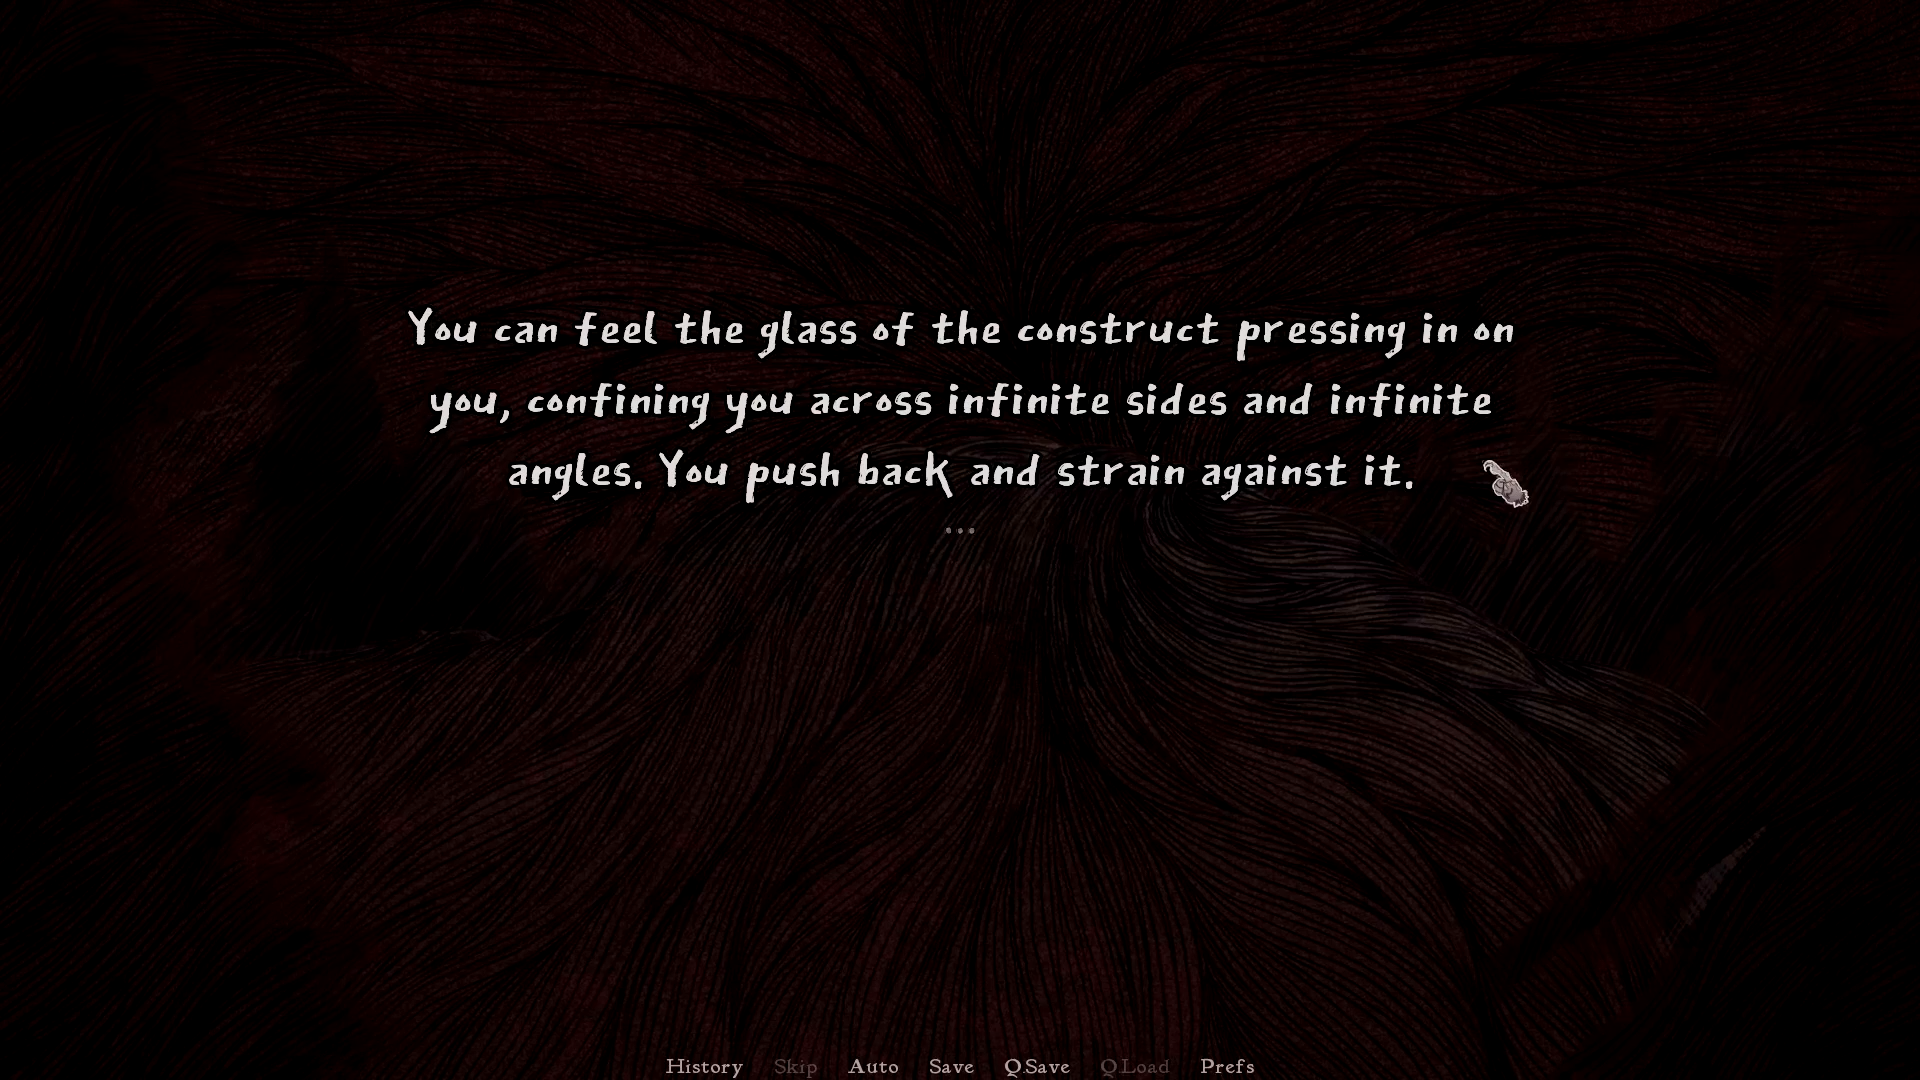 You can feel the glass of the construct pressing in on
you, confining you across infinite sides and infinite
angles. You push back and strain against it.
...
History Skip Auto Save Q.Save Q.Load Prefs